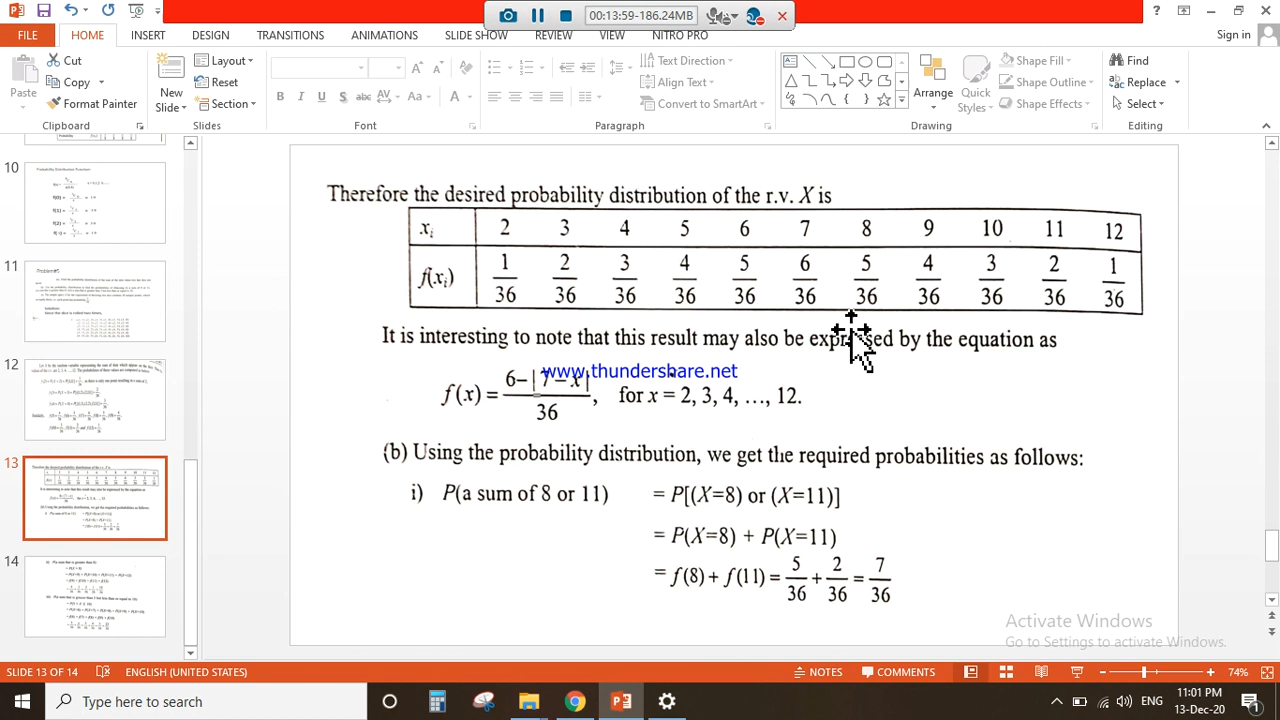 00:13:59-186.24MB
FILE HOME INSERT DESIGN TRANSITIONS ANIMATIONS SLIDE SHOW REVIEW VIEW NITRO PRO Sign in
Paste Cut Copy Format Painter Clipboard
New Slide Layout Reset Section Slides
B I U S abc AV Aa A Font
Paragraph Text Direction Align Text Convert to SmartArt
Arrange Quick Styles Shape Fill Shape Outline Shape Effects Drawing
Find Replace Select Editing
10
11
12
13
14
Therefore the desired probability distribution of the r.v. X is
xᵢ 2 3 4 5 6 7 8 9 10 11 12
f(xᵢ) 1/36 2/36 3/36 4/36 5/36 6/36 5/36 4/36 3/36 2/36 1/36
It is interesting to note that this result may also be expressed by the equation as
www.thundershare.net
f(x) = (6–|7–x|)/36, for x = 2, 3, 4, ..., 12.
(b) Using the probability distribution, we get the required probabilities as follows:
i) P(a sum of 8 or 11) = P[(X=8) or (X=11)]
= P(X=8) + P(X=11)
= f(8) + f(11) = 5/36 + 2/36 = 7/36
Activate Windows
Go to Settings to activate Windows.
SLIDE 13 OF 14 ENGLISH (UNITED STATES) NOTES COMMENTS 74%
Type here to search ENG 11:01 PM
13-Dec-20